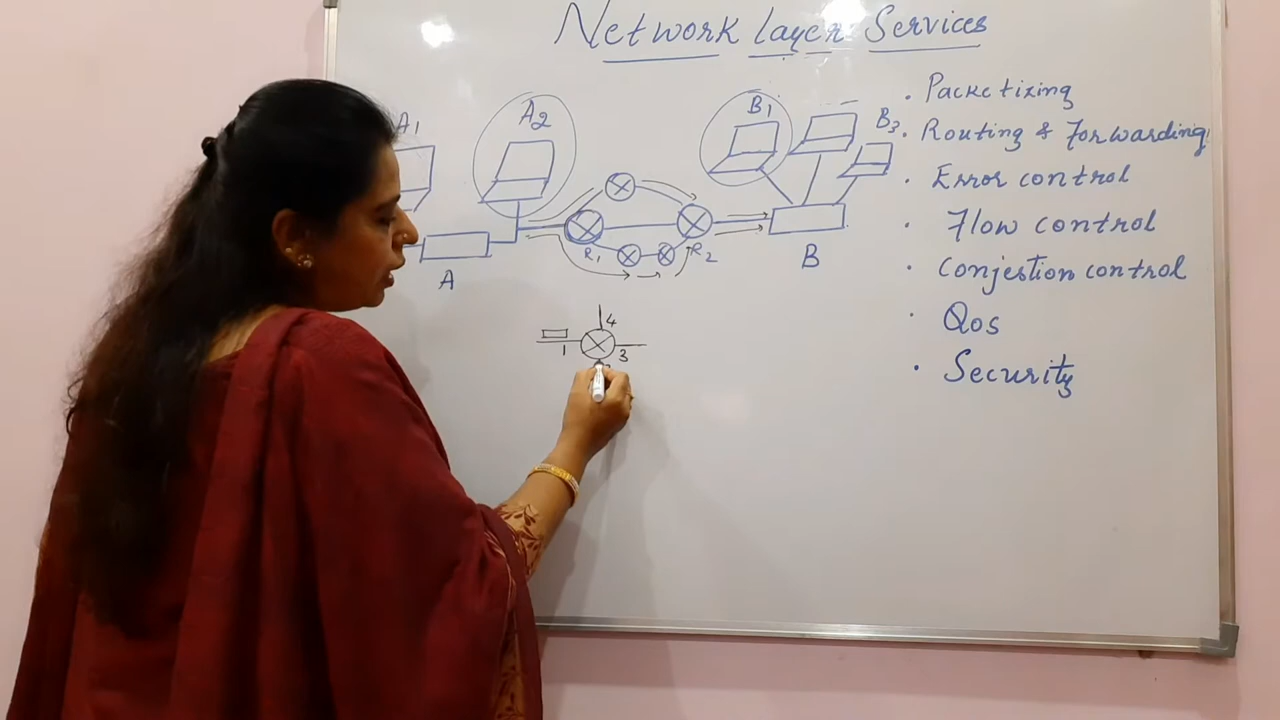 Network Layer Services
A1
A2
B1
B3
A
R1
R2
B
1
4
3
. Packetizing
. Routing & Forwarding
. Error control
. Flow control
. Conjestion control
. Qos
. Security